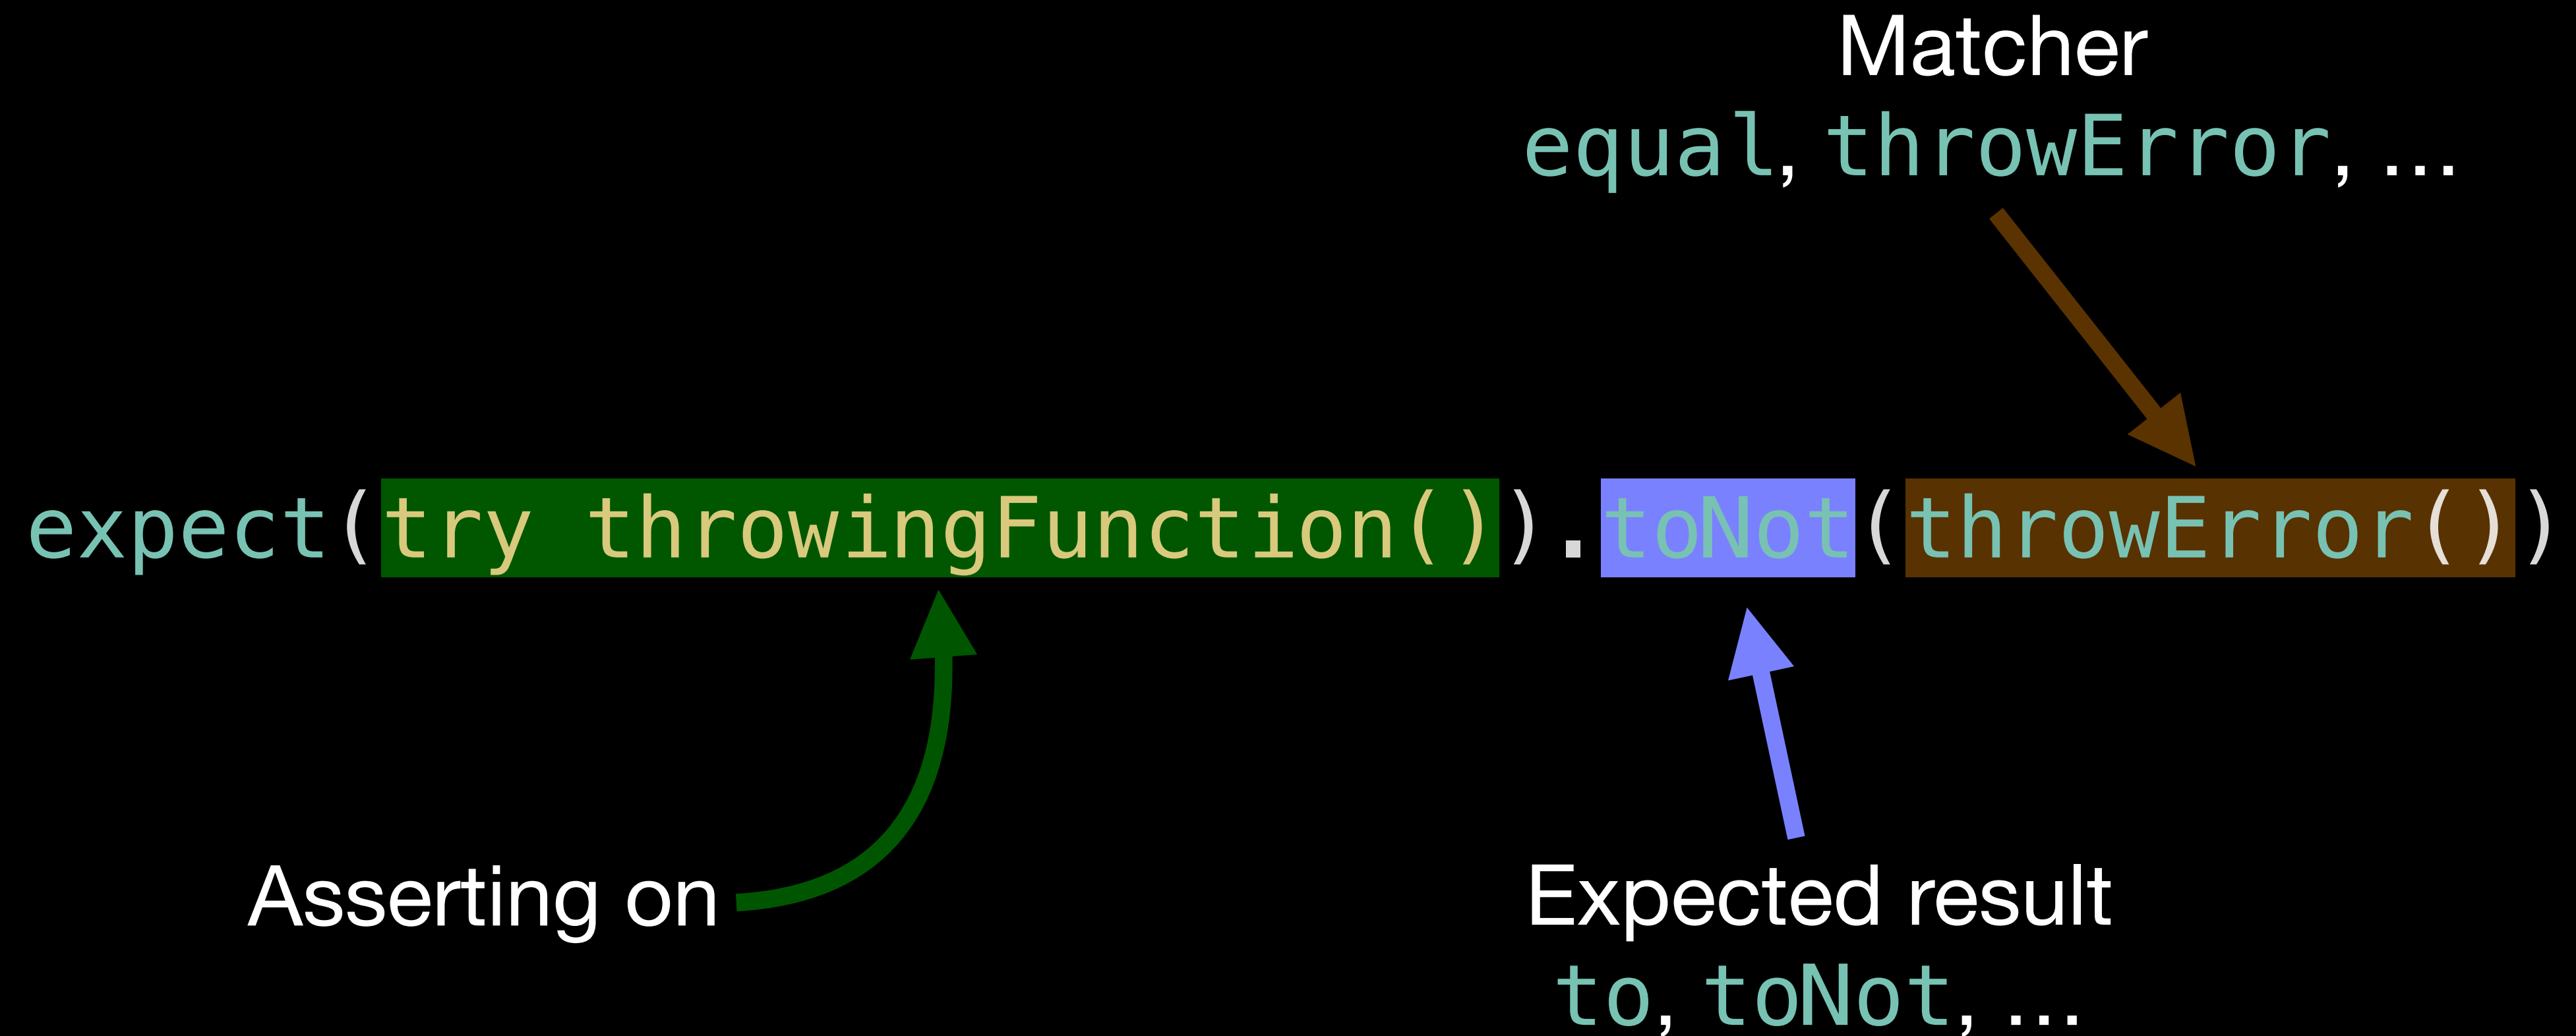 Matcher
equal, throwError, ...
expect(try throwingFunction()).toNot(throwError())
Asserting on
Expected result
to, toNot, ...